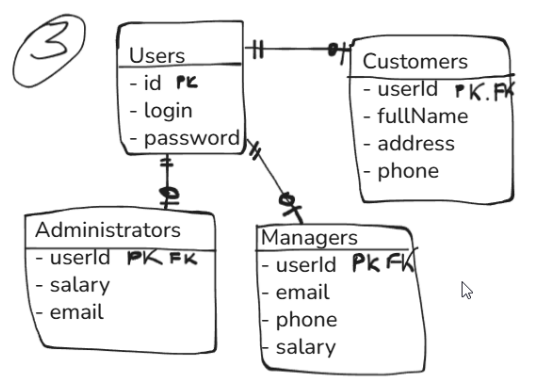 3
Users
- id PK
- login
- password
Customers
- userId PK.FK
- fullName
- address
- phone
Administrators
- userId PK FK
- salary
- email
Managers
- userId PK FK
- email
- phone
- salary